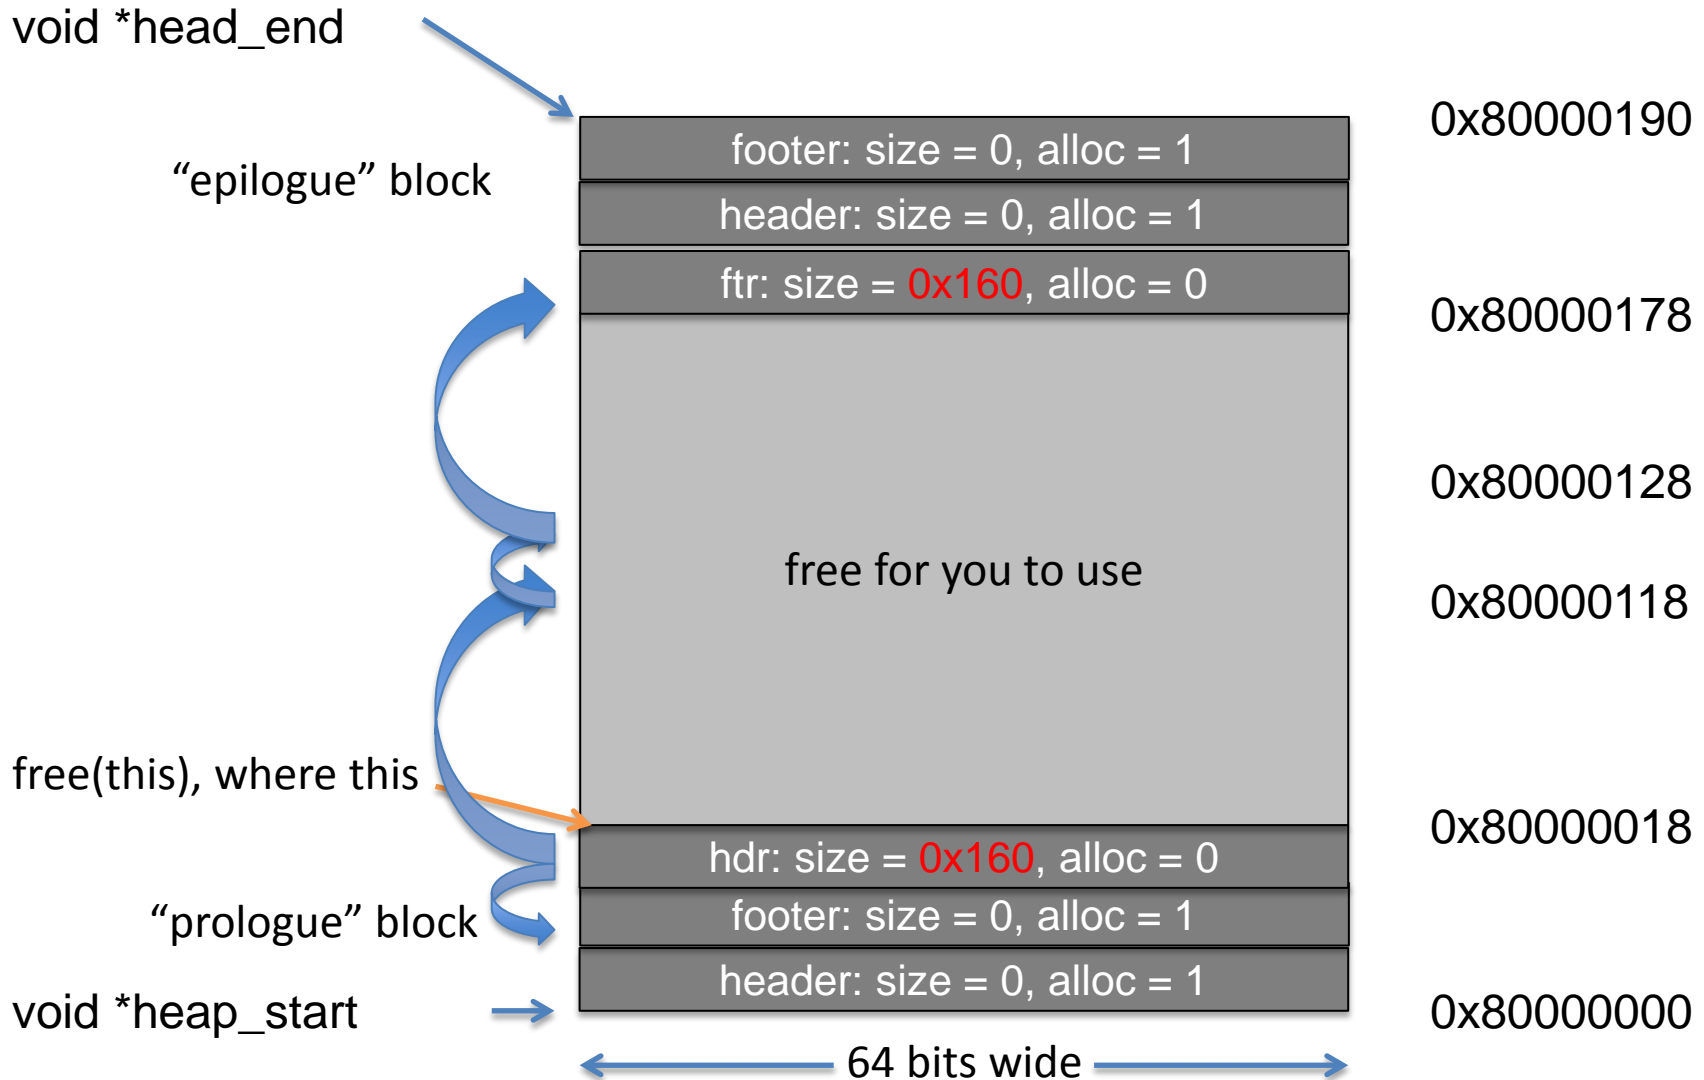 void *head_end
0x80000190
footer: size = 0, alloc = 1
“epilogue” block
header: size = 0, alloc = 1
ftr: size = 0x160, alloc = 0
0x80000178
0x80000128
free for you to use
0x80000118
free(this), where this
0x80000018
hdr: size = 0x160, alloc = 0
“prologue” block
footer: size = 0, alloc = 1
header: size = 0, alloc = 1
void *heap_start
0x80000000
64 bits wide